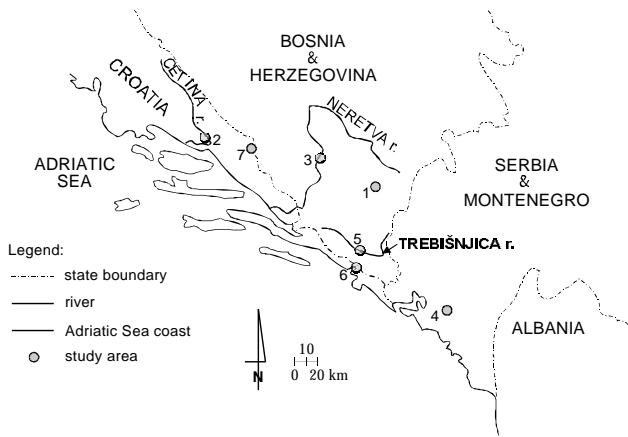 BOSNIA
&
HERZEGOVINA
CROATIA
CETINA
r.
NERETVA r.
ADRIATIC
SEA
SERBIA
&
MONTENEGRO
2
7
3
1
5
TREBIŠNJICA r.
6
4
ALBANIA
Legend:
state boundary
river
Adriatic Sea coast
study area
N
10
0 20 km